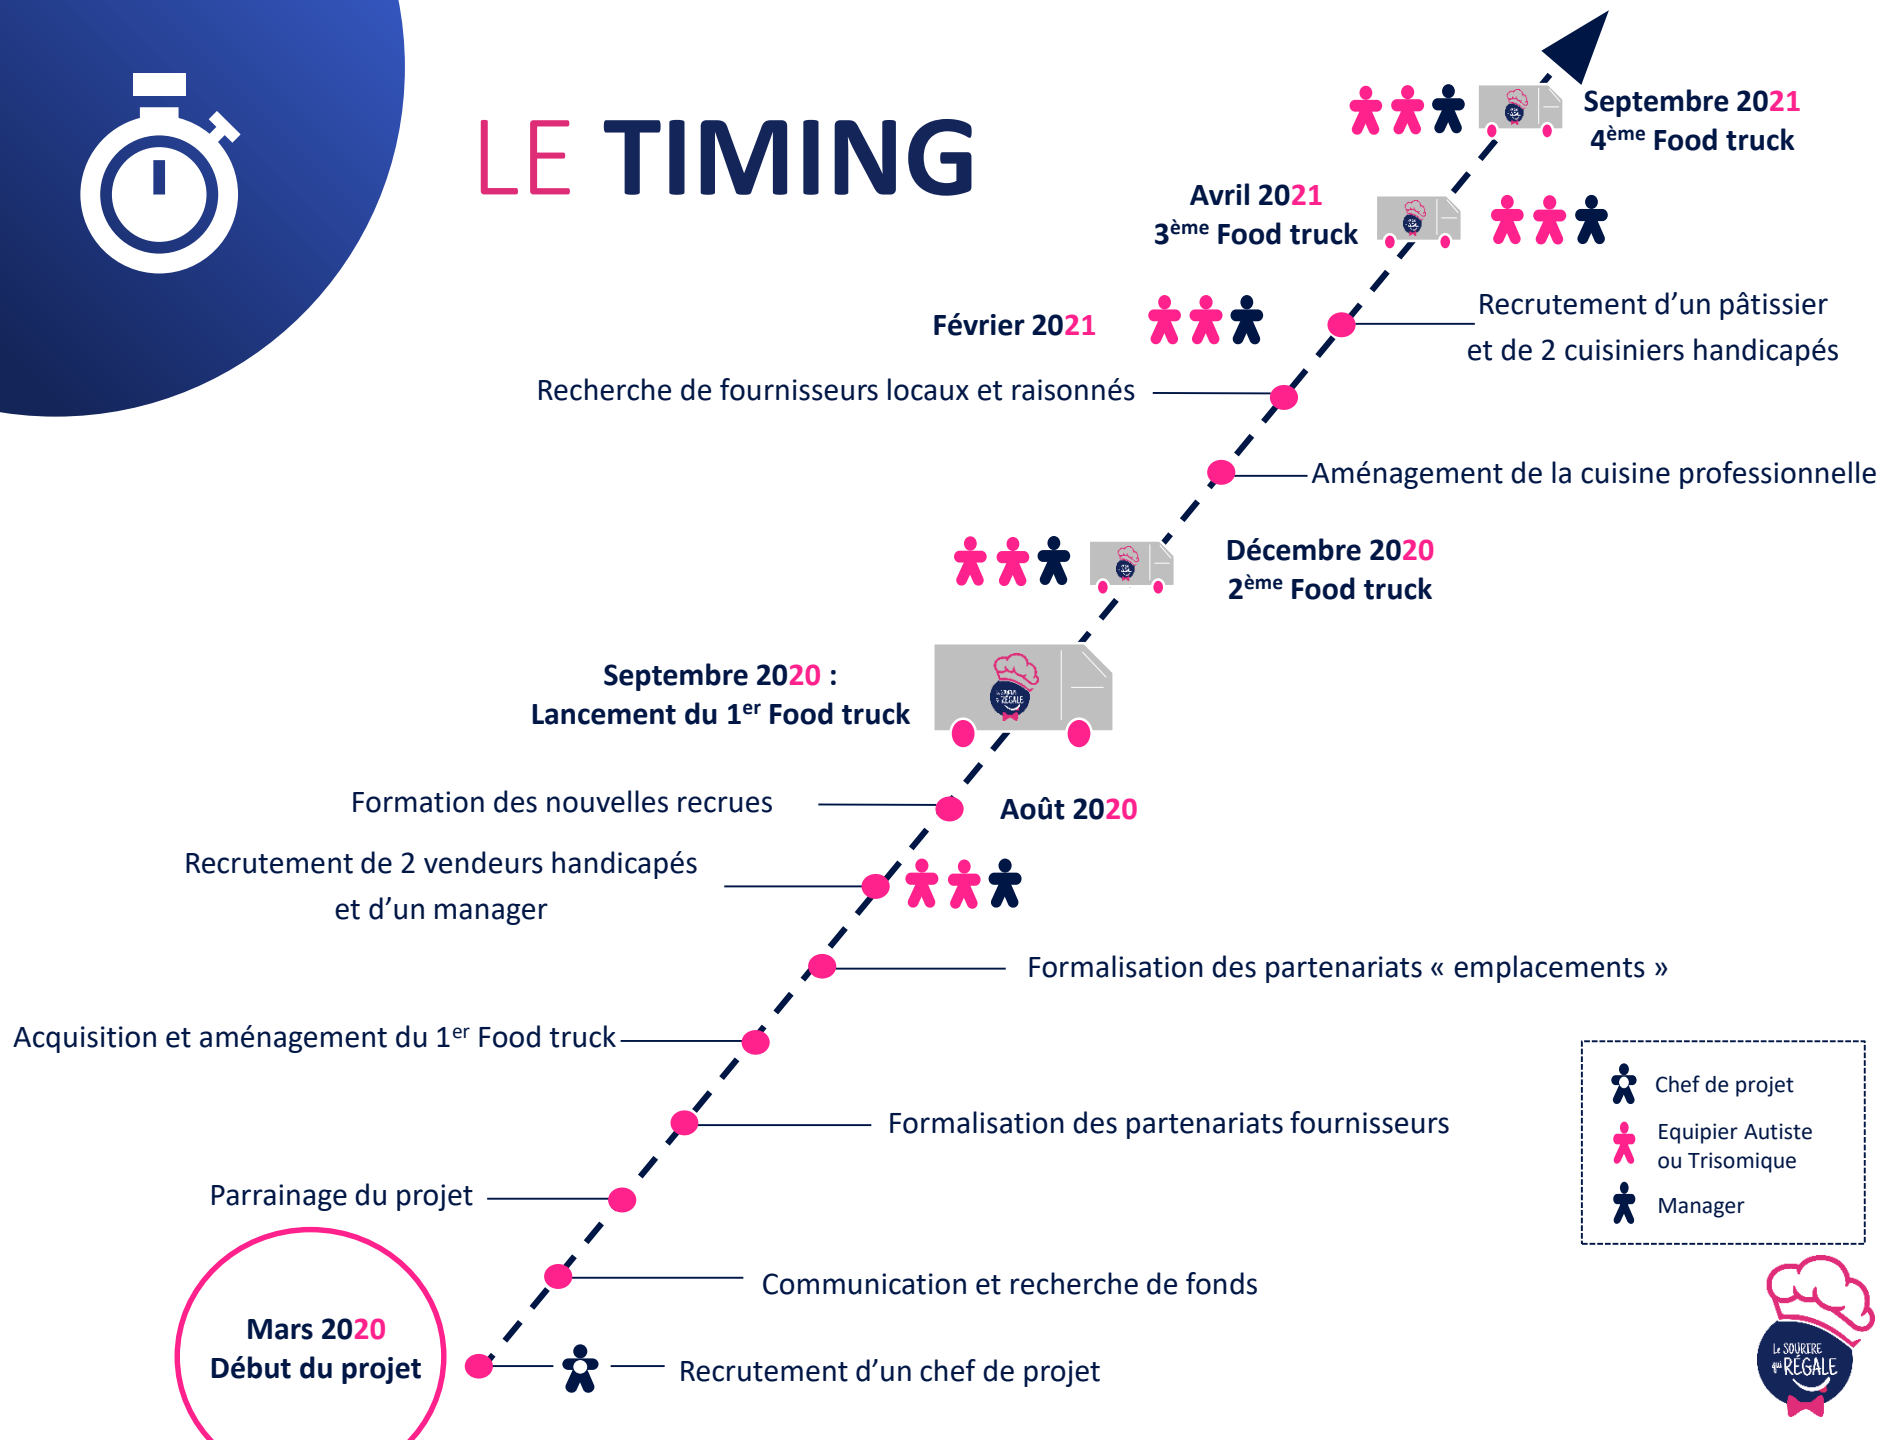 LE TIMING
Septembre 2021
4ème Food truck
Avril 2021
3ème Food truck
Recrutement d’un pâtissier
et de 2 cuisiniers handicapés
Février 2021
Recherche de fournisseurs locaux et raisonnés
Aménagement de la cuisine professionnelle
Décembre 2020
2ème Food truck
Septembre 2020 :
Lancement du 1er Food truck
Formation des nouvelles recrues
Août 2020
Recrutement de 2 vendeurs handicapés
et d’un manager
Formalisation des partenariats « emplacements »
Acquisition et aménagement du 1er Food truck
Formalisation des partenariats fournisseurs
Parrainage du projet
Communication et recherche de fonds
Mars 2020
Début du projet
Recrutement d’un chef de projet
Chef de projet
Equipier Autiste
ou Trisomique
Manager
Le SOURIRE
qui RÉGALE